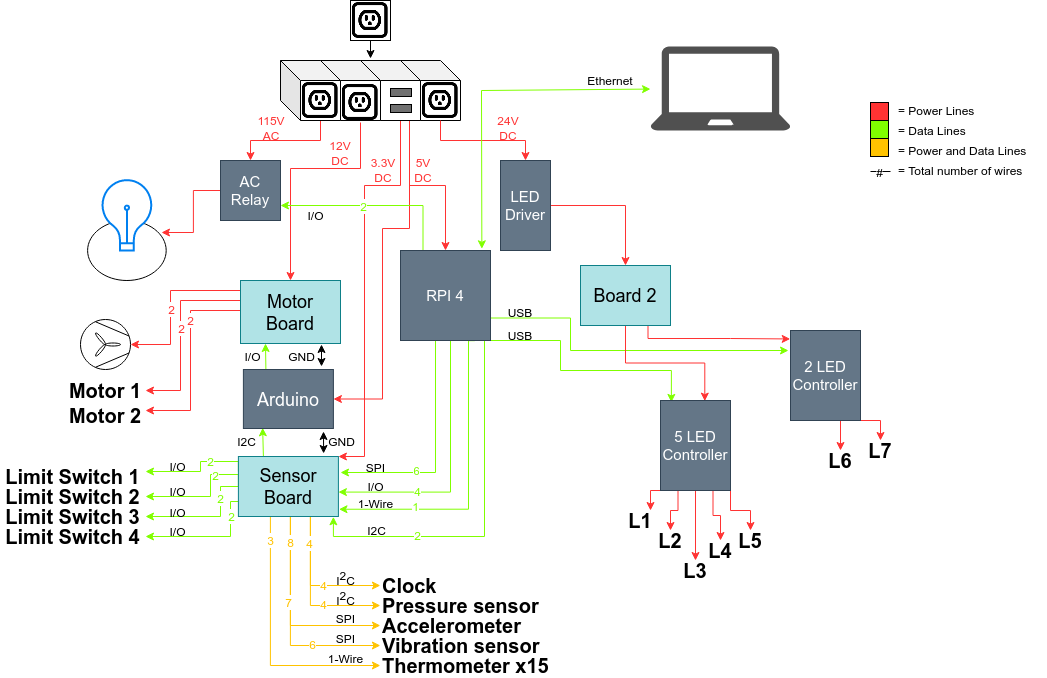 Ethernet
= Power Lines
= Data Lines
= Power and Data Lines
-#- = Total number of wires
115V
AC
12V
DC
3.3V
DC
5V
DC
24V
DC
AC
Relay
LED
Driver
2
I/O
RPI 4
Board 2
Motor
Board
2
2
2
USB
USB
2 LED
Controller
I/O
GND
Motor 1
Motor 2
Arduino
I2C
GND
5 LED
Controller
L6
L7
Sensor
Board
SPI
6
I/O
4
1-Wire
1
I2C
2
Limit Switch 1
I/O
2
Limit Switch 2
I/O
2
Limit Switch 3
I/O
2
Limit Switch 4
I/O
2
L1
L2
L3
L4
L5
3
8
4
4
I2C
Clock
4
I2C
Pressure sensor
7
SPI
Accelerometer
6
SPI
Vibration sensor
1-Wire
Thermometer x15